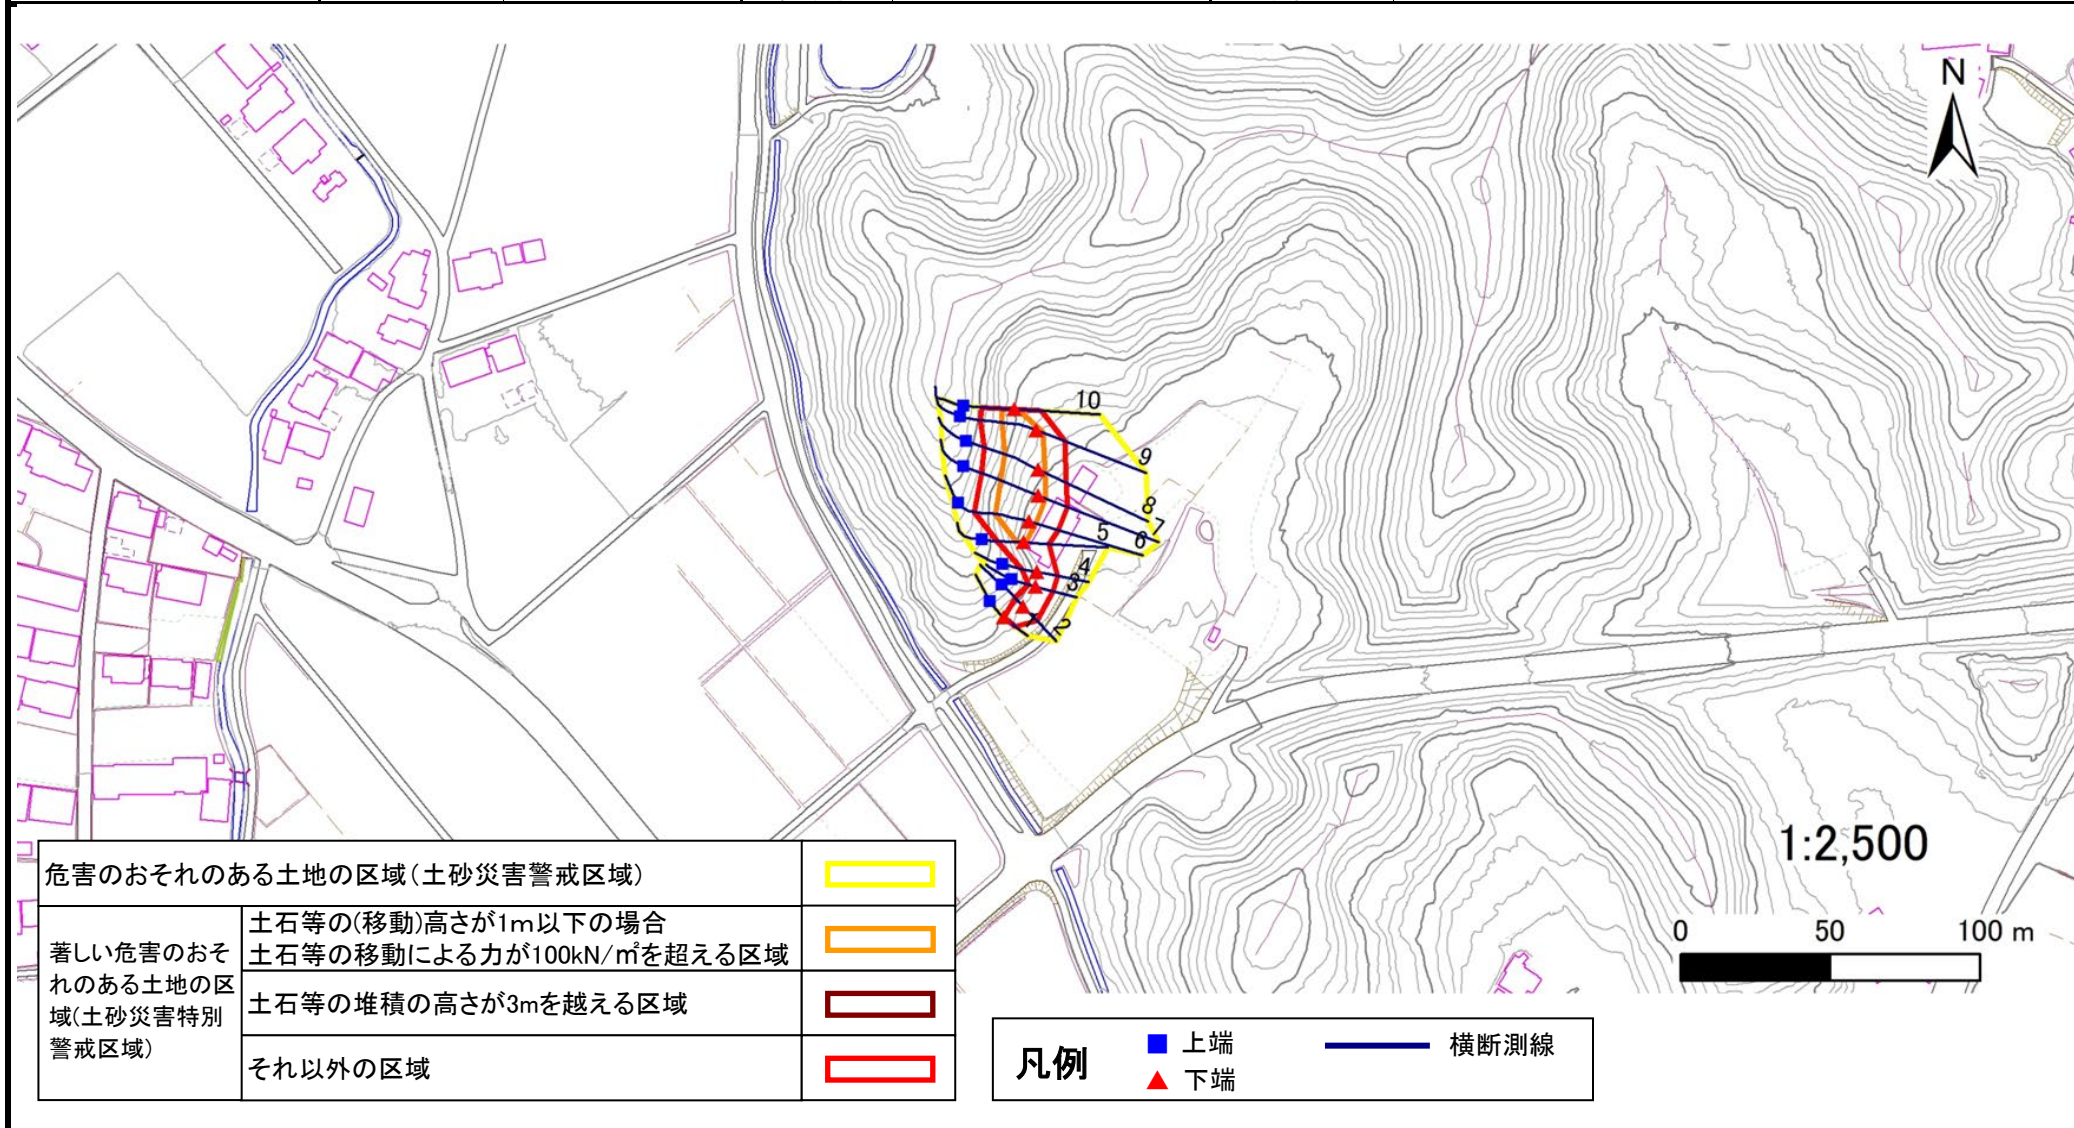 N
10
9
8
7
6
5
4
3
2
1:2,500
0 50 100 m
危害のおそれのある土地の区域(土砂災害警戒区域)
著しい危害のおそ
れのある土地の区
域(土砂災害特別
警戒区域)
土石等の(移動)高さが1m以下の場合
土石等の移動による力が100kN/㎡を超える区域
土石等の堆積の高さが3mを越える区域
それ以外の区域
凡例
上端
下端
横断測線